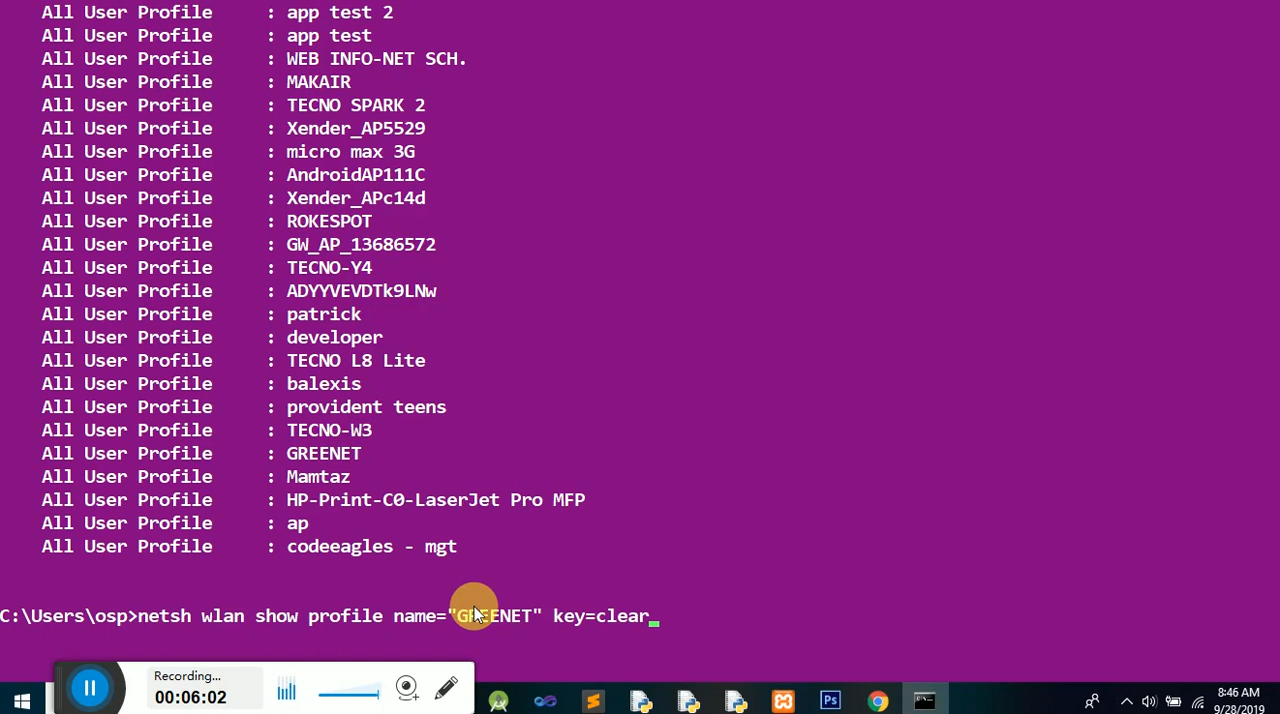 All User Profile : app test 2
All User Profile : app test
All User Profile : WEB INFO-NET SCH.
All User Profile : MAKAIR
All User Profile : TECNO SPARK 2
All User Profile : Xender_AP5529
All User Profile : micro max 3G
All User Profile : AndroidAP111C
All User Profile : Xender_APc14d
All User Profile : ROKESPOT
All User Profile : GW_AP_13686572
All User Profile : TECNO-Y4
All User Profile : ADYYVEVDTk9LNw
All User Profile : patrick
All User Profile : developer
All User Profile : TECNO L8 Lite
All User Profile : balexis
All User Profile : provident teens
All User Profile : TECNO-W3
All User Profile : GREENET
All User Profile : Mamtaz
All User Profile : HP-Print-C0-LaserJet Pro MFP
All User Profile : ap
All User Profile : codeeagles - mgt
C:\Users\osp>netsh wlan show profile name="GREENET" key=clear
Recording...
00:06:02
Ps
8:46 AM
9/28/2019